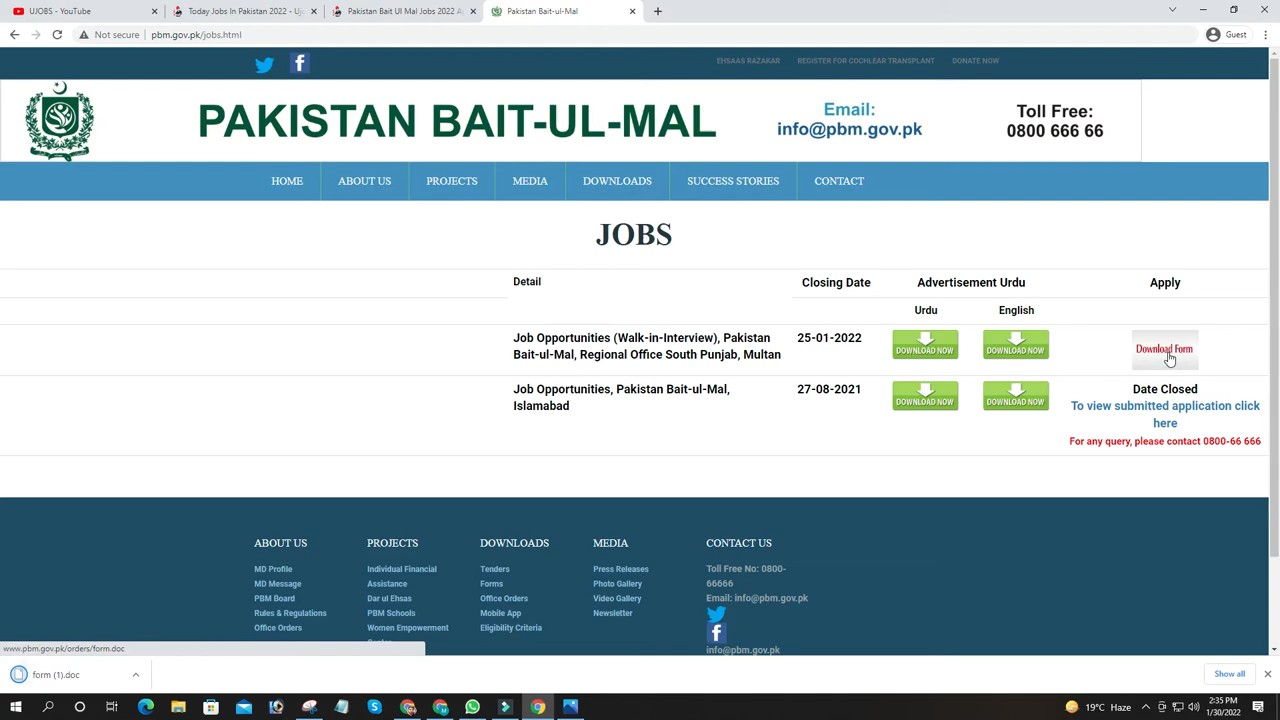 UJOBS - YouTube
Today Jobs In 2022 - U
Pakistan Bait Al Mal J
Pakistan Bait-ul-Mal
Not secure
pbm.gov.pk/jobs.html
Guest
EHSAAS RAZAKAR
REGISTER FOR COCHLEAR TRANSPLANT
DONATE NOW
PAKISTAN BAIT-UL-MAL
Email:
info@pbm.gov.pk
Toll Free:
0800 666 66
HOME
ABOUT US
PROJECTS
MEDIA
DOWNLOADS
SUCCESS STORIES
CONTACT
JOBS
Detail
Closing Date
Advertisement Urdu
Apply
Urdu
English
Job Opportunities (Walk-in-Interview), Pakistan
Bait-ul-Mal, Regional Office South Punjab, Multan
25-01-2022
DOWNLOAD NOW
DOWNLOAD NOW
Download Form
Job Opportunities, Pakistan Bait-ul-Mal,
Islamabad
27-08-2021
DOWNLOAD NOW
DOWNLOAD NOW
Date Closed
To view submitted application click
here
For any query, please contact 0800-66 666
ABOUT US
MD Profile
MD Message
PBM Board
Rules & Regulations
Office Orders
PROJECTS
Individual Financial
Assistance
Dar ul Ehsas
PBM Schools
Women Empowerment
DOWNLOADS
Tenders
Forms
Office Orders
Mobile App
Eligibility Criteria
MEDIA
Press Releases
Photo Gallery
Video Gallery
Newsletter
CONTACT US
Toll Free No: 0800-
66666
Email: info@pbm.gov.pk
info@pbm.gov.pk
www.pbm.gov.pk/orders/form.doc
form (1).doc
Show all
19°C Haze
2:35 PM
1/30/2022